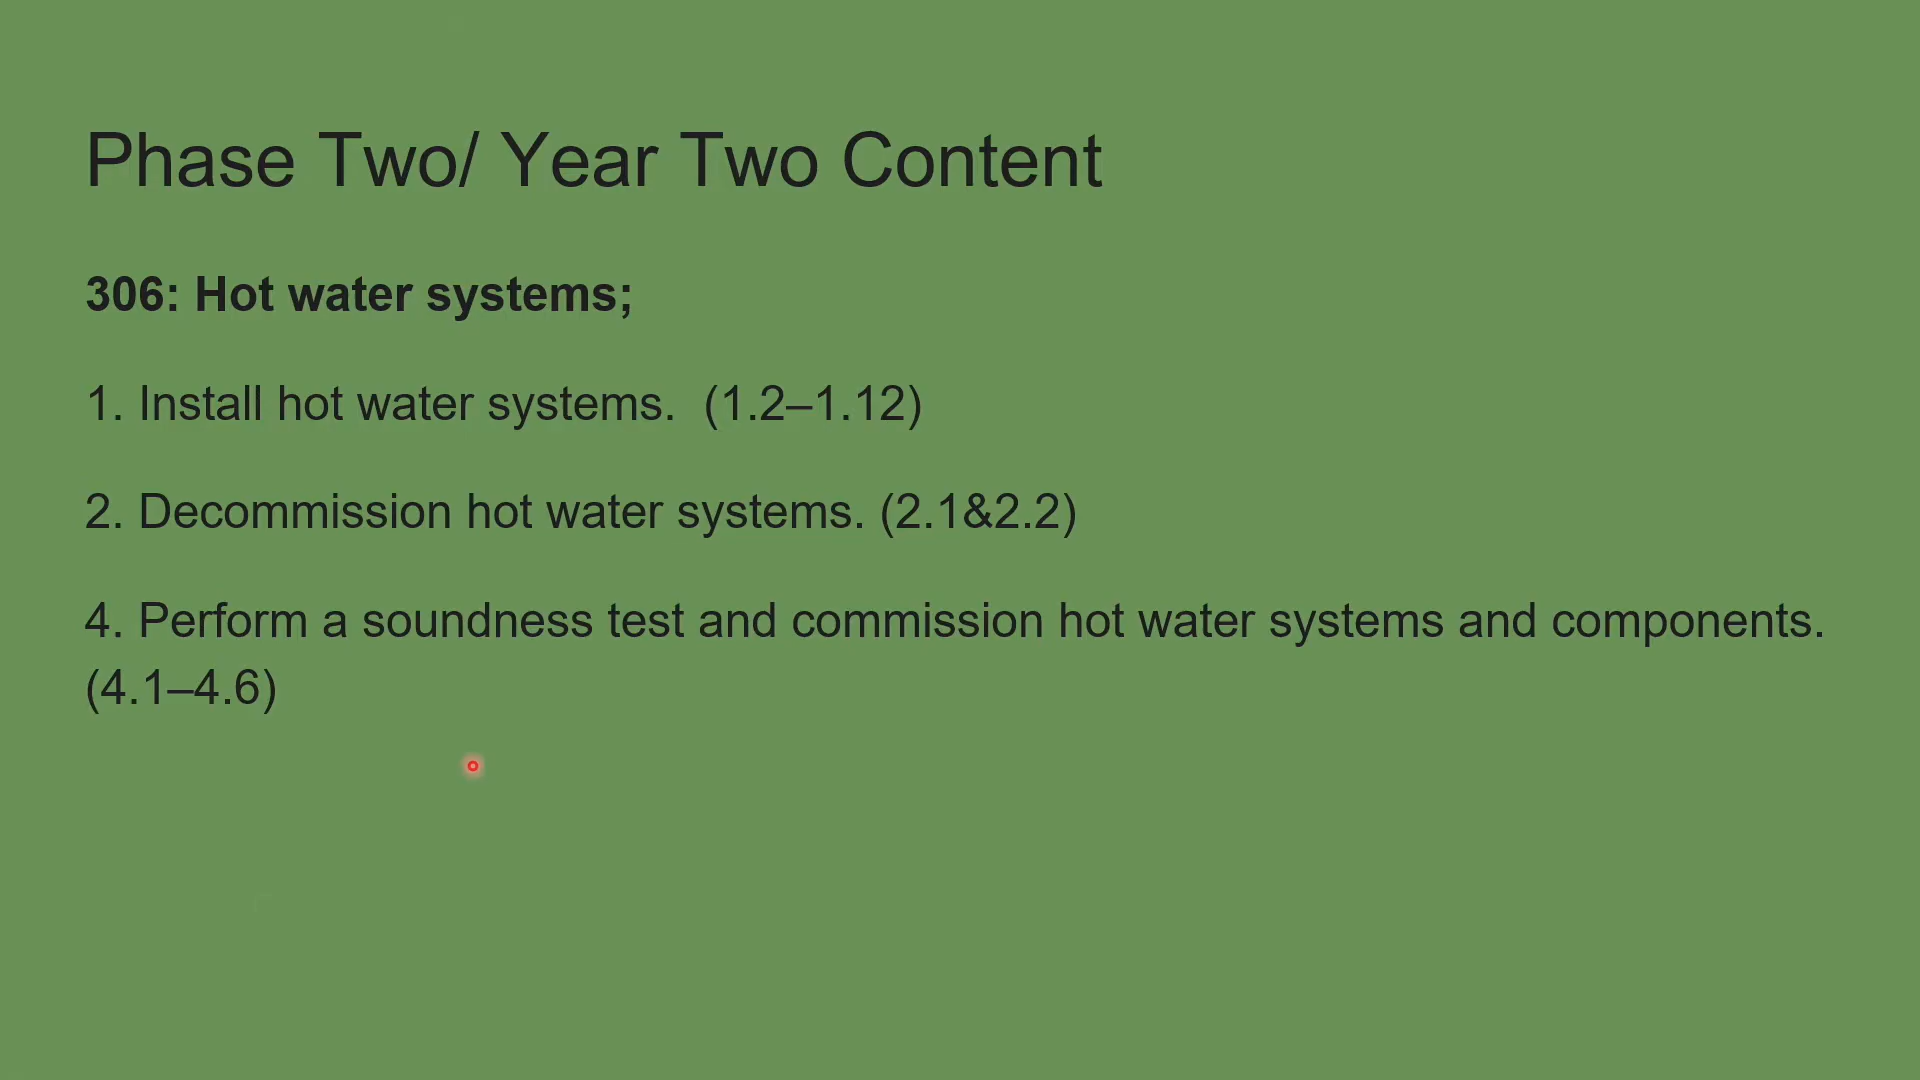 Phase Two/ Year Two Content
306: Hot water systems;
1. Install hot water systems.  (1.2–1.12)
2. Decommission hot water systems. (2.1&2.2)
4. Perform a soundness test and commission hot water systems and components.
(4.1–4.6)